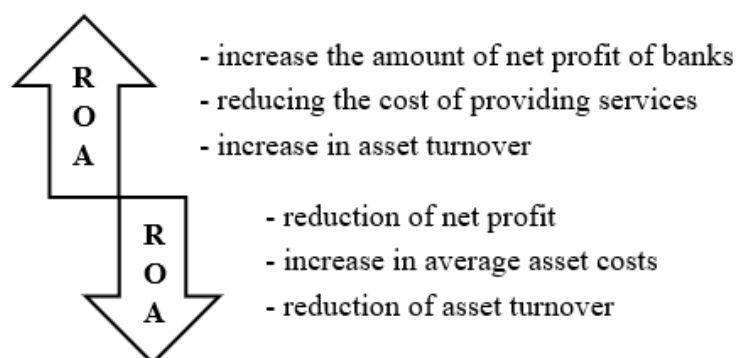 R
O
A
- increase the amount of net profit of banks
- reducing the cost of providing services
- increase in asset turnover
R
O
A
- reduction of net profit
- increase in average asset costs
- reduction of asset turnover